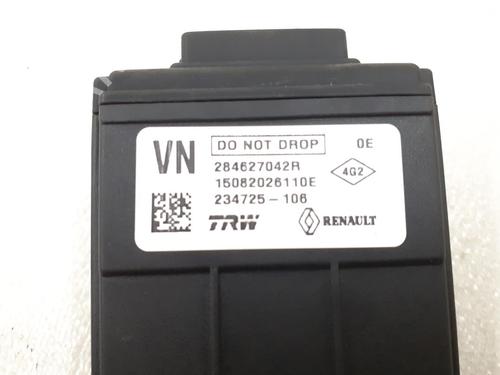 VN DO NOT DROP 0E
284627042R
15082026110E 4G2
234725-106
TRW RENAULT